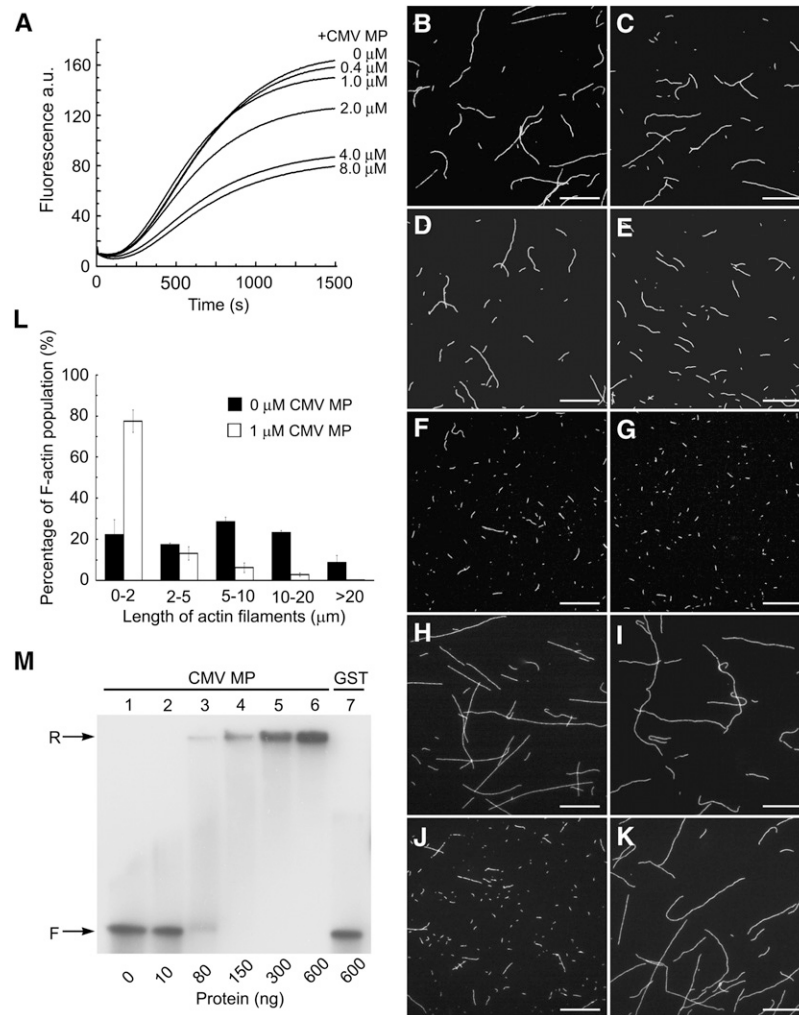 A
+CMV MP
0 μM
0.4 μM
1.0 μM
2.0 μM
4.0 μM
8.0 μM
Fluorescence a.u.
160
120
80
40
0
0 500 1000 1500
Time (s)
L
Percentage of F-actin population (%)
100
80
60
40
20
0
0 μM CMV MP
1 μM CMV MP
0-2 2-5 5-10 10-20 >20
Length of actin filaments (μm)
M
CMV MP GST
1 2 3 4 5 6 7
R
F
0 10 80 150 300 600 600
Protein (ng)
B
C
D
E
F
G
H
I
J
K